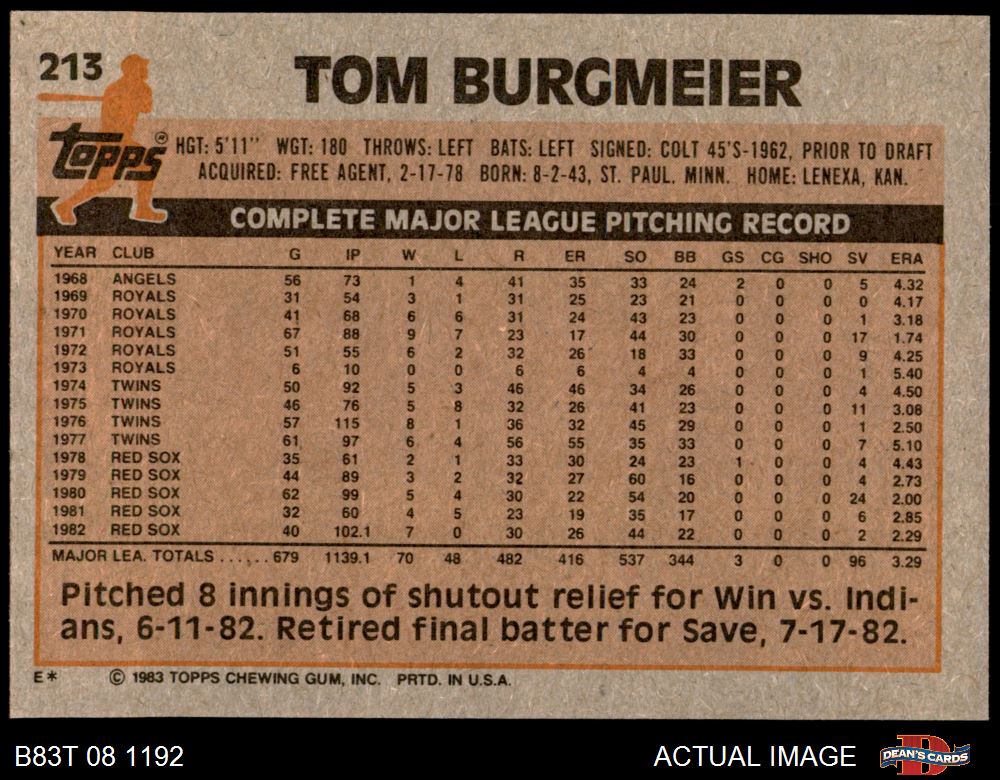 213
TOM BURGMEIER
Topps®
HGT: 5'11" WGT: 180 THROWS: LEFT BATS: LEFT SIGNED: COLT 45'S-1962, PRIOR TO DRAFT
ACQUIRED: FREE AGENT, 2-17-78 BORN: 8-2-43, ST. PAUL. MINN. HOME: LENEXA, KAN.
COMPLETE MAJOR LEAGUE PITCHING RECORD
YEAR CLUB G IP W L R ER SO BB GS CG SHO SV ERA
1968 ANGELS 56 73 1 4 41 35 33 24 2 0 0 5 4.32
1969 ROYALS 31 54 3 1 31 25 23 21 0 0 0 0 4.17
1970 ROYALS 41 68 6 6 31 24 43 23 0 0 0 1 3.18
1971 ROYALS 67 88 9 7 23 17 44 30 0 0 0 17 1.74
1972 ROYALS 51 55 6 2 32 26 18 33 0 0 0 9 4.25
1973 ROYALS 6 10 0 0 6 6 4 4 0 0 0 1 5.40
1974 TWINS 50 92 5 3 46 46 34 26 0 0 0 4 4.50
1975 TWINS 46 76 5 8 32 26 41 23 0 0 0 11 3.08
1976 TWINS 57 115 8 1 36 32 45 29 0 0 0 1 2.50
1977 TWINS 61 97 6 4 56 55 35 33 0 0 0 7 5.10
1978 RED SOX 35 61 2 1 33 30 24 23 1 0 0 4 4.43
1979 RED SOX 44 89 3 2 32 27 60 16 0 0 0 4 2.73
1980 RED SOX 62 99 5 4 30 22 54 20 0 0 0 24 2.00
1981 RED SOX 32 60 4 5 23 19 35 17 0 0 0 6 2.85
1982 RED SOX 40 102.1 7 0 30 26 44 22 0 0 0 2 2.29
MAJOR LEA. TOTALS ...... 679 1139.1 70 48 482 416 537 344 3 0 0 96 3.29
Pitched 8 innings of shutout relief for Win vs. Indi-
ans, 6-11-82. Retired final batter for Save, 7-17-82.
E* © 1983 TOPPS CHEWING GUM, INC. PRTD. IN U.S.A.
B83T 08 1192 ACTUAL IMAGE D DEAN'S CARDS